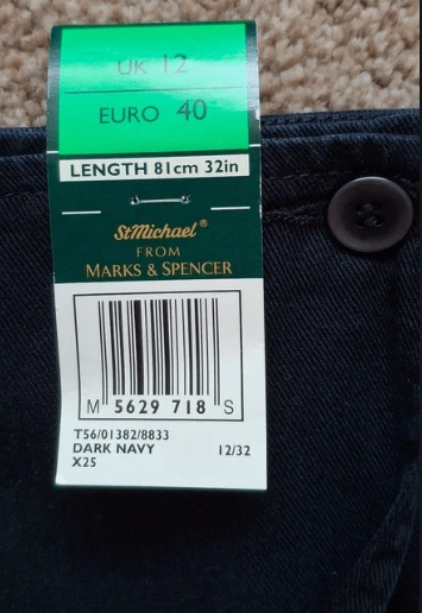 UK 12
EURO 40
LENGTH 81cm 32in
StMichael®
FROM
MARKS & SPENCER
M 5629 718 S
T56/01382/8833
DARK NAVY 12/32
X25